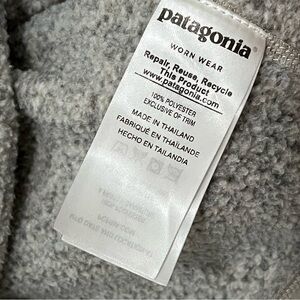 patagonia®
WORN WEAR
Repair, Reuse, Recycle
This Product
www.patagonia.com
100% POLYESTER
EXCLUSIVE OF TRIM
MADE IN THAILAND
FABRIQUÉ EN THAÏLANDE
HECHO EN TAILANDIA